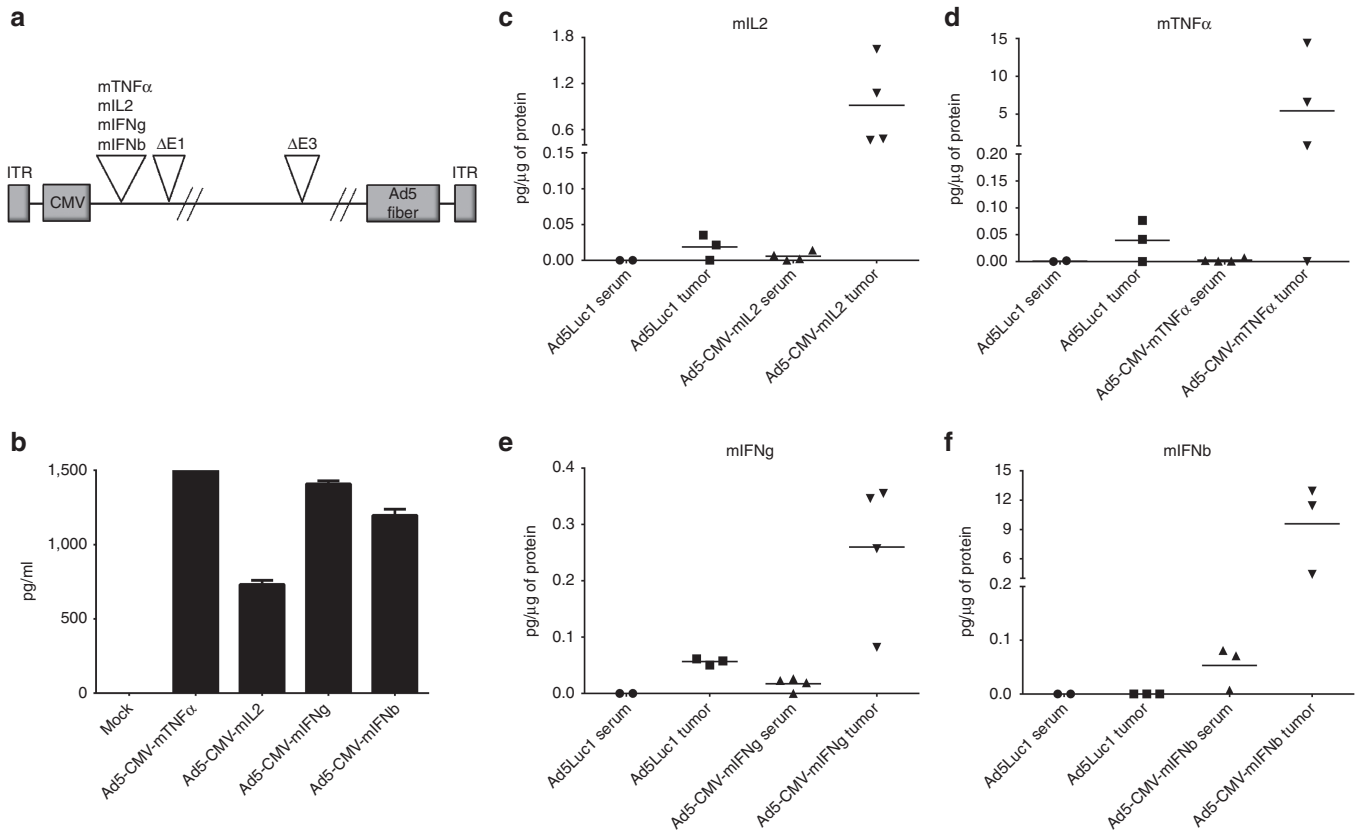 a
mTNFα
mIL2
mIFNg
mIFNb
ΔE1
ΔE3
ITR
ITR
CMV
Ad5
fiber
b
pg/ml
1,500
1,000
500
0
Mock
Ad5-CMV-mTNFα
Ad5-CMV-mIL2
Ad5-CMV-mIFNg
Ad5-CMV-mIFNb
c
mIL2
pg/μg of protein
1.8
1.2
0.6
0.15
0.05
0.00
Ad5Luc1 serum
Ad5Luc1 tumor
Ad5-CMV-mIL2 serum
Ad5-CMV-mIL2 tumor
d
mTNFα
pg/μg of protein
15
10
5
0.20
0.15
0.10
0.05
0.00
Ad5Luc1 serum
Ad5Luc1 tumor
Ad5-CMV-mTNFα serum
Ad5-CMV-mTNFα tumor
e
mIFNg
pg/μg of protein
0.4
0.3
0.2
0.1
0.0
Ad5Luc1 serum
Ad5Luc1 tumor
Ad5-CMV-mIFNg serum
Ad5-CMV-mIFNg tumor
f
mIFNb
pg/μg of protein
15
12
9
6
0.2
0.1
0.0
Ad5Luc1 serum
Ad5Luc1 tumor
Ad5-CMV-mIFNb serum
Ad5-CMV-mIFNb tumor